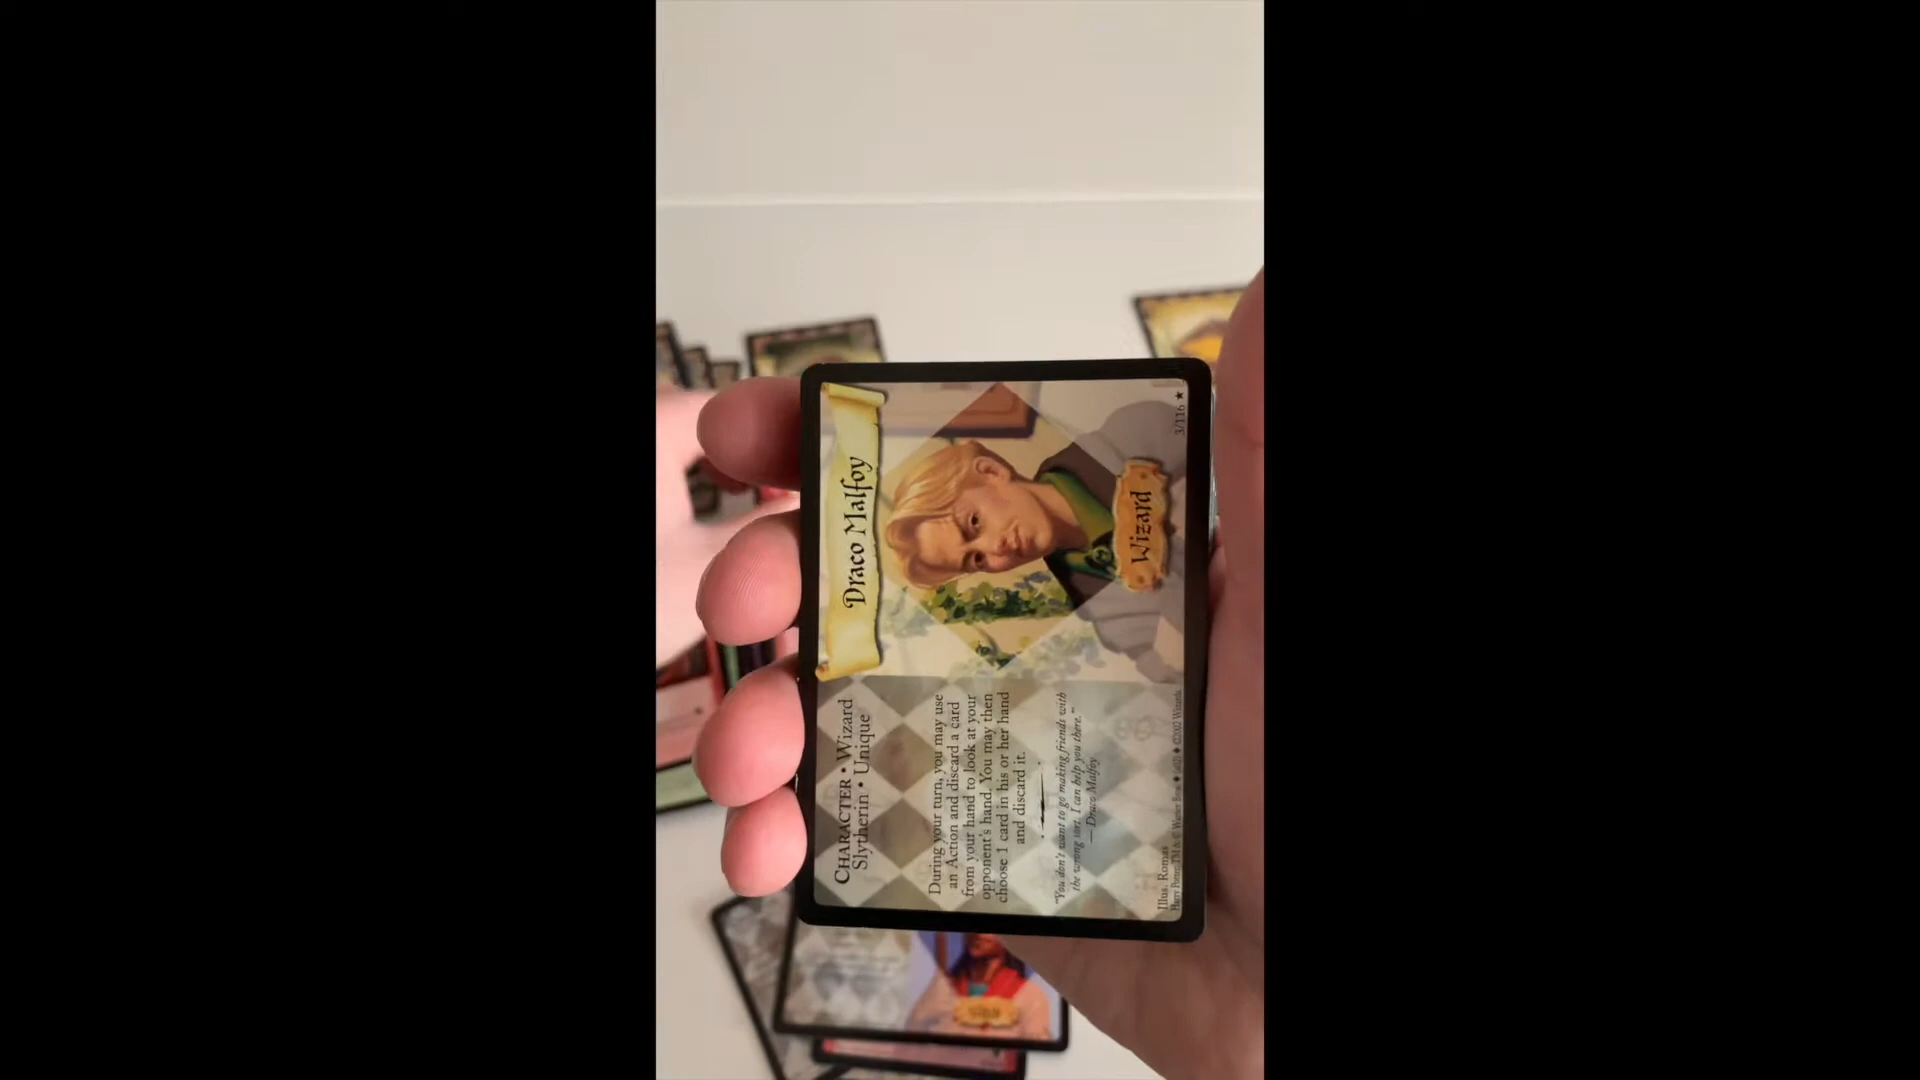 Draco Malfoy
CHARACTER • Wizard
Slytherin • Unique
During your turn, you may use
an Action and discard a card
from your hand to look at your
opponent's hand. You may then
choose 1 card in his or her hand
and discard it.
"You don't want to go making friends with
the wrong sort. I can help you there."
— Draco Malfoy
Wizard
Illus. Romas
3/116 ★